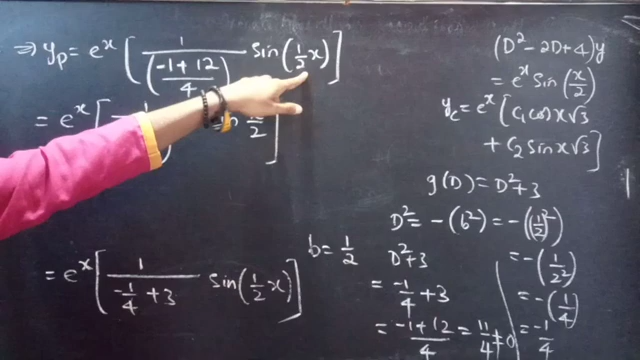 ⇒ yp = e^x [ 1/((-1+12)/4) sin(1/2 x) ]
= e^x [ 1 x/2 ]
= e^x [ 1/(-1/4 + 3) sin(1/2 x) ]
(D² - 2D + 4)y
= e^x sin(x/2)
yc = e^x [ C1 cos x√3
+ C2 sin x√3 ]
g(D) = D² + 3
b = 1/2
D² = -(b²) = -((1/2)²)
D² + 3
= -1/4 + 3
= (-1+12)/4 = 11/4 ≠ 0
= -(1/2²)
= -(1/4)
= -1/4